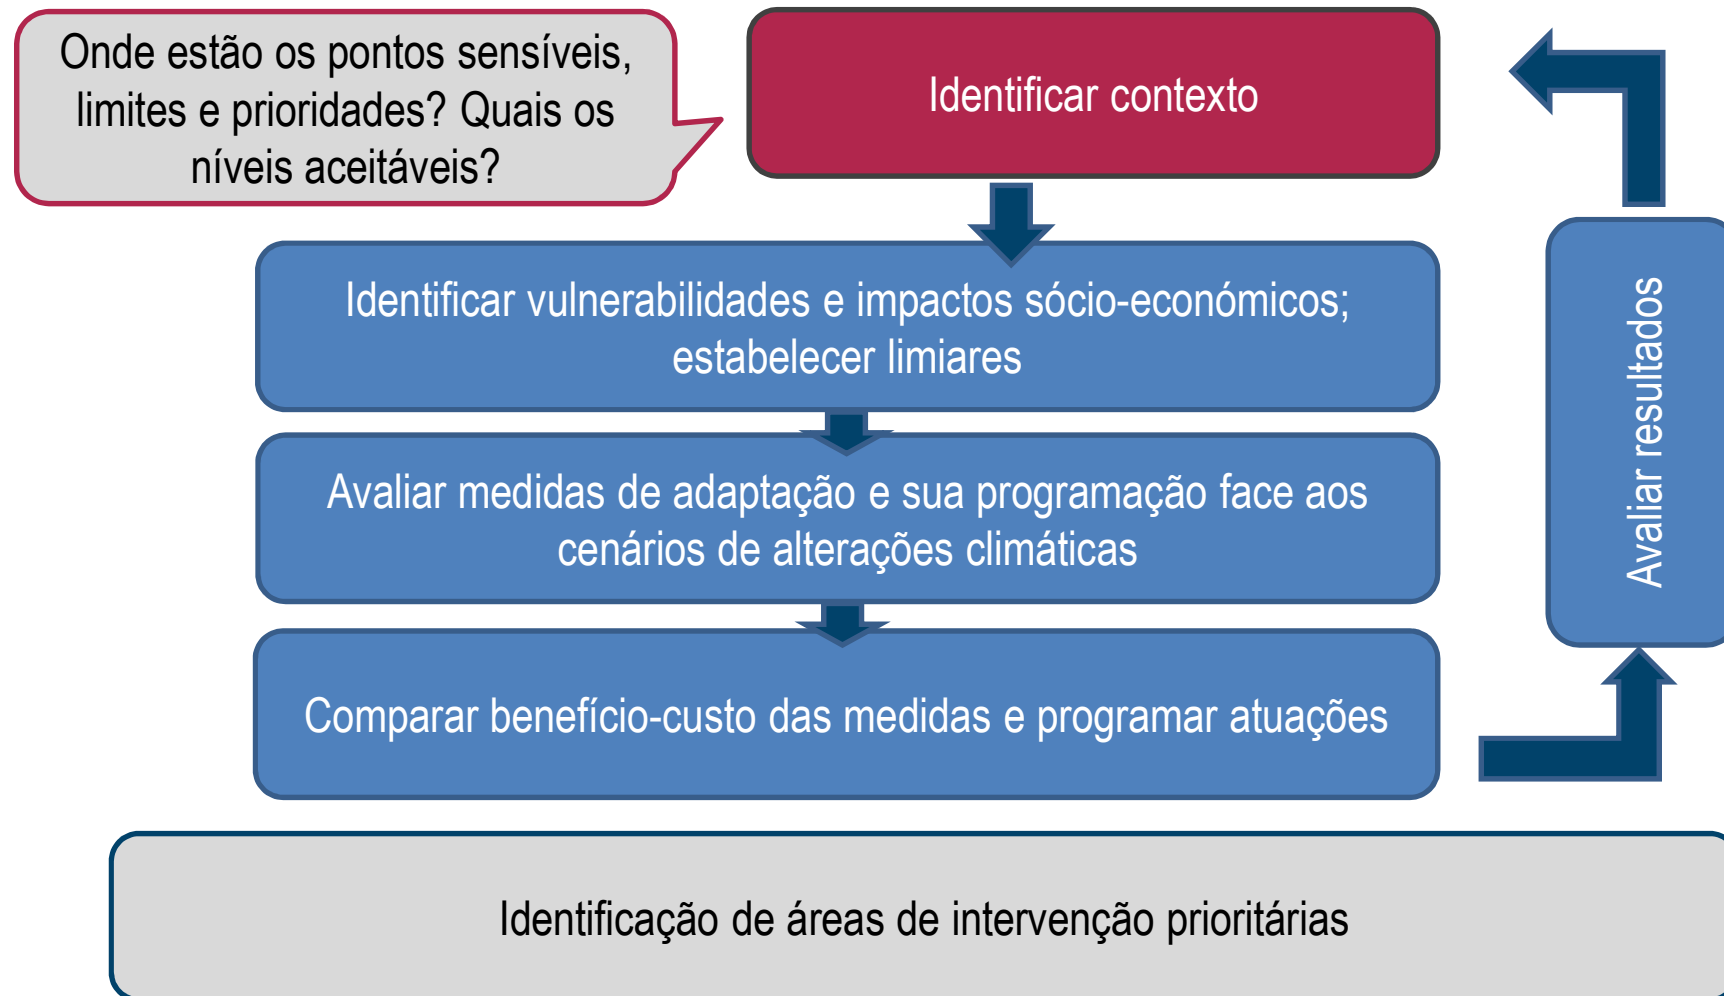 Onde estão os pontos sensíveis,
limites e prioridades? Quais os
níveis aceitáveis?
Identificar contexto
Identificar vulnerabilidades e impactos sócio-económicos;
estabelecer limiares
Avaliar medidas de adaptação e sua programação face aos
cenários de alterações climáticas
Comparar benefício-custo das medidas e programar atuações
Avaliar resultados
Identificação de áreas de intervenção prioritárias